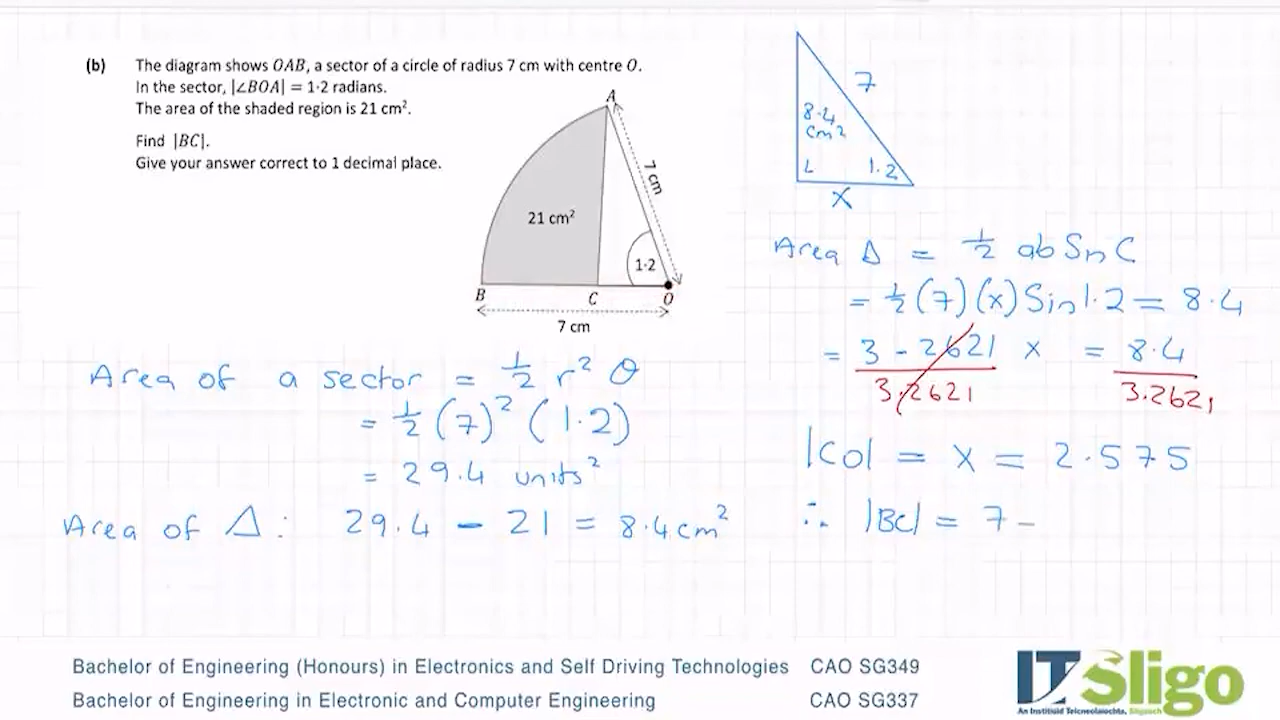 (b) The diagram shows OAB, a sector of a circle of radius 7 cm with centre O.
In the sector, |∠BOA| = 1·2 radians.
The area of the shaded region is 21 cm².
Find |BC|.
Give your answer correct to 1 decimal place.
A
7 cm
21 cm²
1·2
B
C
O
7 cm
Area of a sector = 1/2 r² θ
= 1/2 (7)² (1.2)
= 29.4 units²
Area of Δ: 29.4 - 21 = 8.4cm²
7
8.4
cm²
L
1.2
x
Area Δ = 1/2 ab Sin C
= 1/2 (7) (x) Sin 1.2 = 8.4
= 3-2621 x = 8.4
3.2621 3.2621
|CO| = x = 2.575
∴ |BC| = 7 -
Bachelor of Engineering (Honours) in Electronics and Self Driving Technologies CAO SG349
Bachelor of Engineering in Electronic and Computer Engineering CAO SG337
IT Sligo
An Institiúid Teicneolaíochta, Sligeach